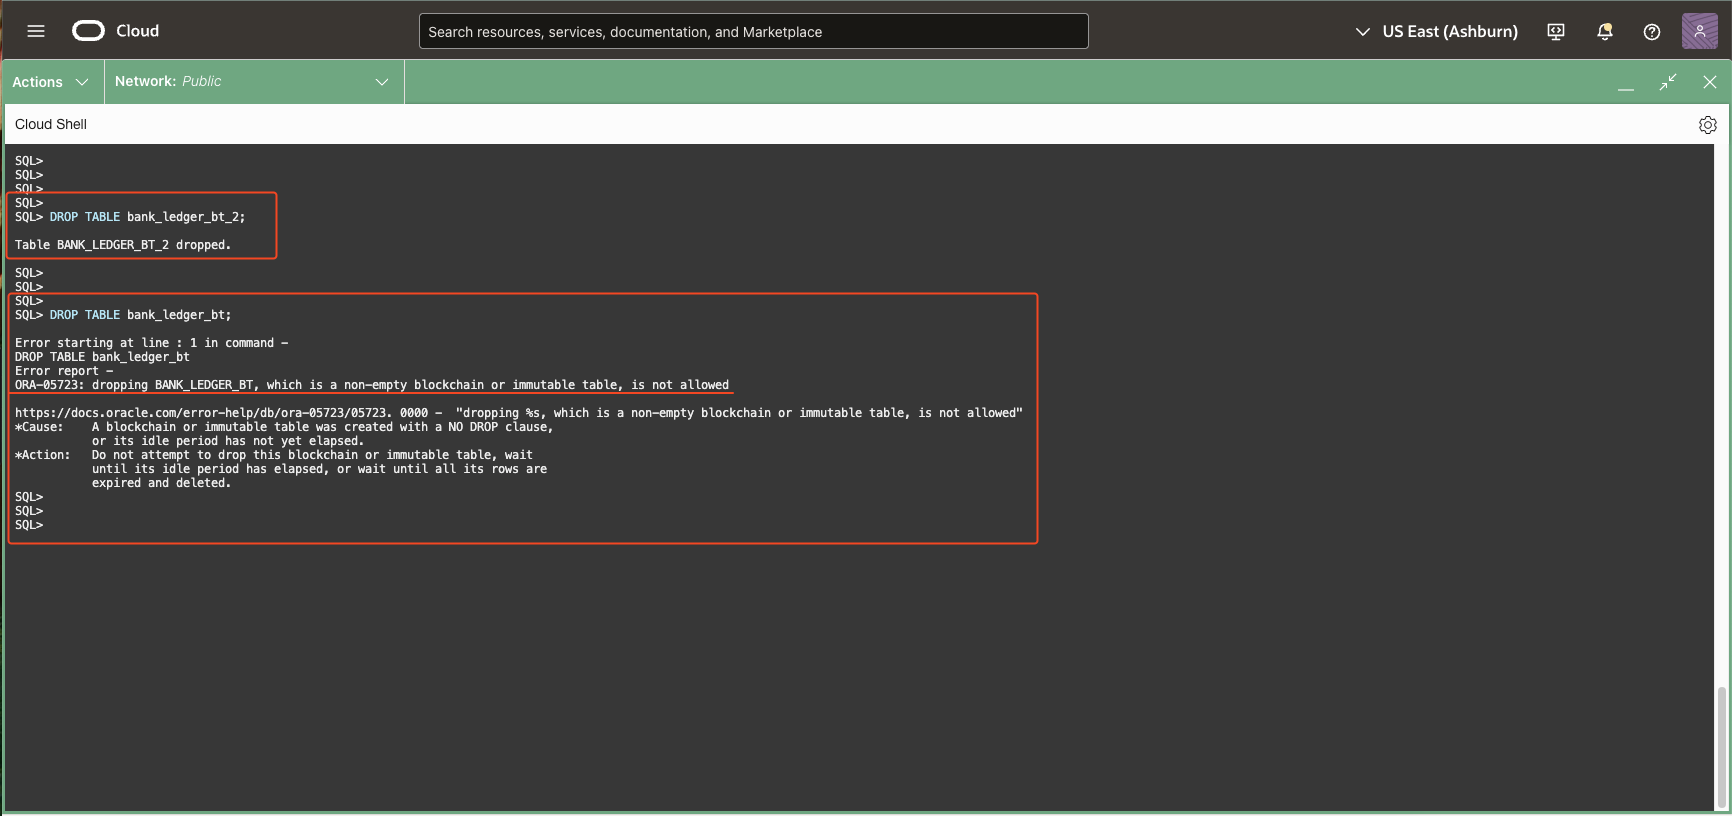 Cloud
Search resources, services, documentation, and Marketplace
US East (Ashburn)
Actions
Network: Public
Cloud Shell
SQL>
SQL>
SQL>
SQL>
SQL> DROP TABLE bank_ledger_bt_2;
Table BANK_LEDGER_BT_2 dropped.
SQL>
SQL>
SQL>
SQL> DROP TABLE bank_ledger_bt;
Error starting at line : 1 in command -
DROP TABLE bank_ledger_bt
Error report -
ORA-05723: dropping BANK_LEDGER_BT, which is a non-empty blockchain or immutable table, is not allowed
https://docs.oracle.com/error-help/db/ora-05723/05723. 0000 -  "dropping %s, which is a non-empty blockchain or immutable table, is not allowed"
*Cause:    A blockchain or immutable table was created with a NO DROP clause,
or its idle period has not yet elapsed.
*Action:   Do not attempt to drop this blockchain or immutable table, wait
until its idle period has elapsed, or wait until all its rows are
expired and deleted.
SQL>
SQL>
SQL>